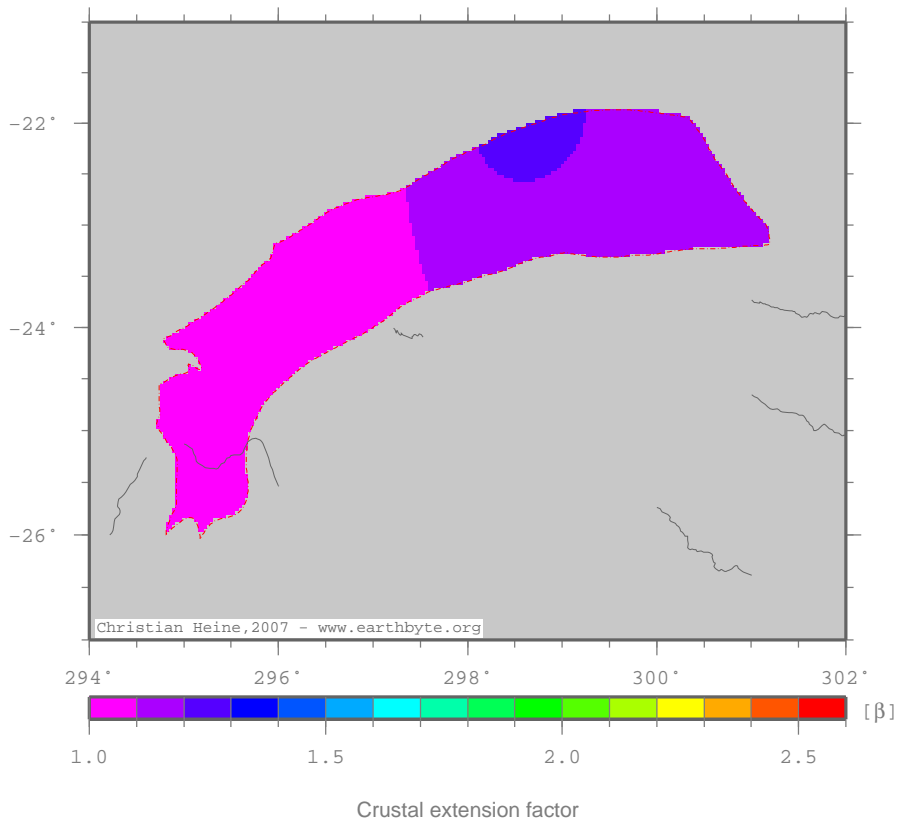 −22°
−24°
−26°
Christian Heine,2007 − www.earthbyte.org
294° 296° 298° 300° 302°
[β]
1.0 1.5 2.0 2.5
Crustal extension factor